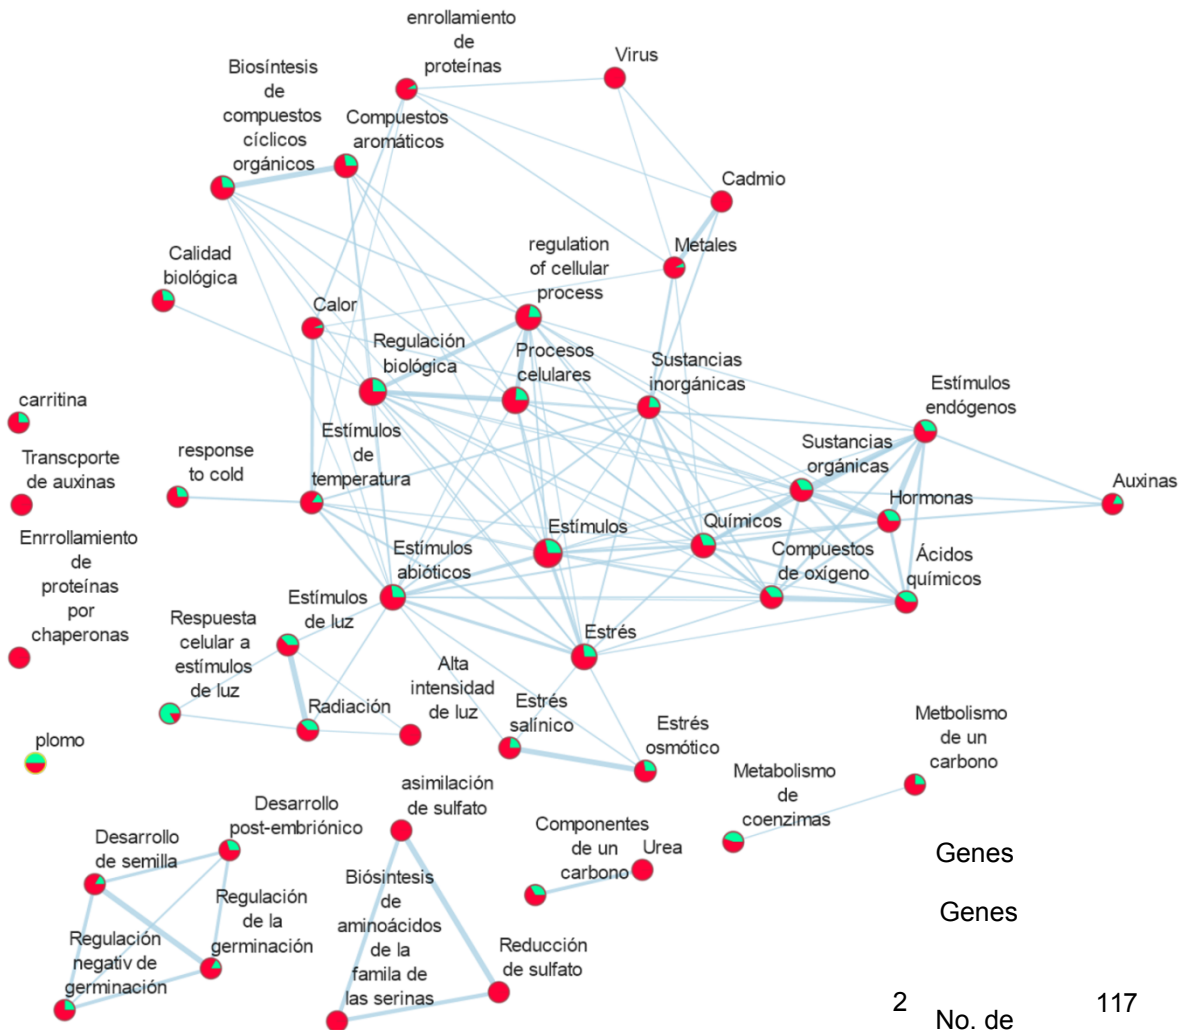 enrollamiento
de
proteínas
Virus
Biosíntesis
de
compuestos
cíclicos
orgánicos
Compuestos
aromáticos
Cadmio
Metales
regulation
of cellular
process
Calidad
biológica
Calor
Regulación
biológica
Procesos
celulares
Sustancias
inorgánicas
Estímulos
endógenos
carritina
Transcporte
de auxinas
response
to cold
Estímulos
de
temperatura
Sustancias
orgánicas
Hormonas
Auxinas
Enrrollamiento
de
proteínas
por
chaperonas
Estímulos
Químicos
Estímulos
abióticos
Compuestos
de oxígeno
Ácidos
químicos
Estímulos
de luz
Respuesta
celular a
estímulos
de luz
Estrés
Radiación
Alta
intensidad
de luz
Estrés
salínico
Estrés
osmótico
plomo
Metbolismo
de un
carbono
Metabolismo
de
coenzimas
asimilación
de sulfato
Desarrollo
post-embriónico
Desarrollo
de semilla
Componentes
de un
carbono
Urea
Genes
Genes
Biósintesis
de
aminoácidos
de la
famila de
las serinas
Regulación
de la
germinación
Regulación
negativ de
germinación
Reducción
de sulfato
2
No. de
117